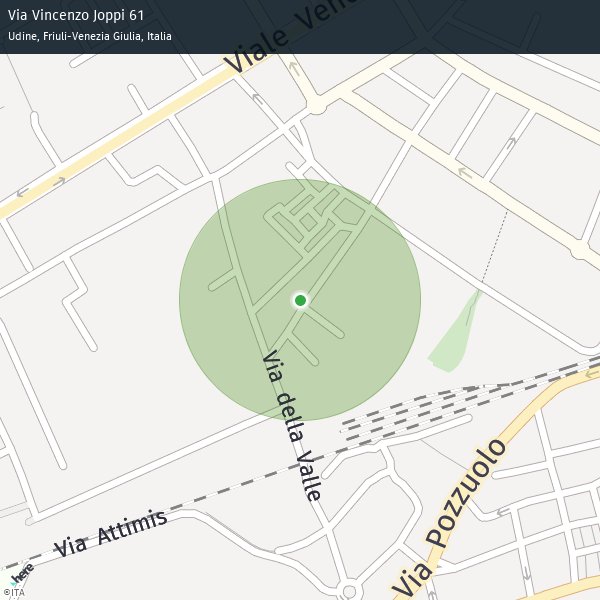 Via Vincenzo Joppi 61
Udine, Friuli-Venezia Giulia, Italia
Viale Vene
Via della Valle
Via Pozzuolo
Via Attimis
here
©ITA